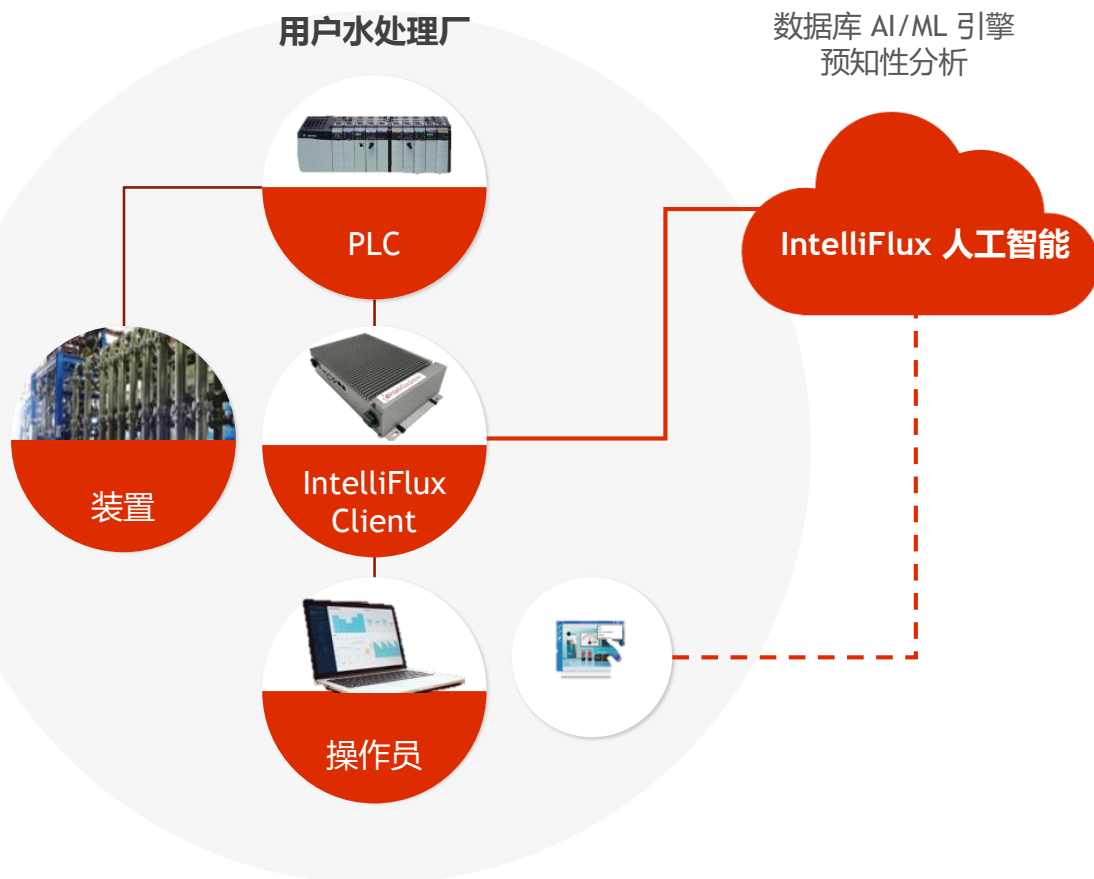 用户水处理厂
数据库 AI/ML 引擎
预知性分析
PLC
IntelliFlux 人工智能
装置
IntelliFlux
Client
操作员